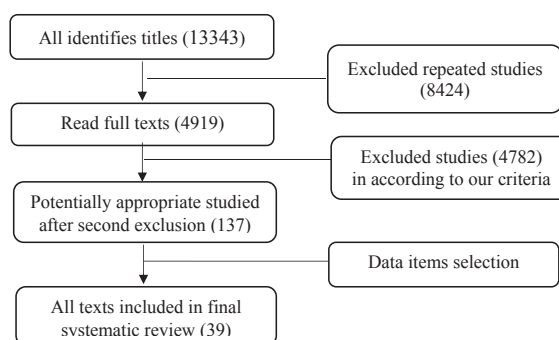 All identifies titles (13343)
Excluded repeated studies
(8424)
Read full texts (4919)
Excluded studies (4782)
in according to our criteria
Potentially appropriate studied
after second exclusion (137)
Data items selection
All texts included in final
systematic review (39)